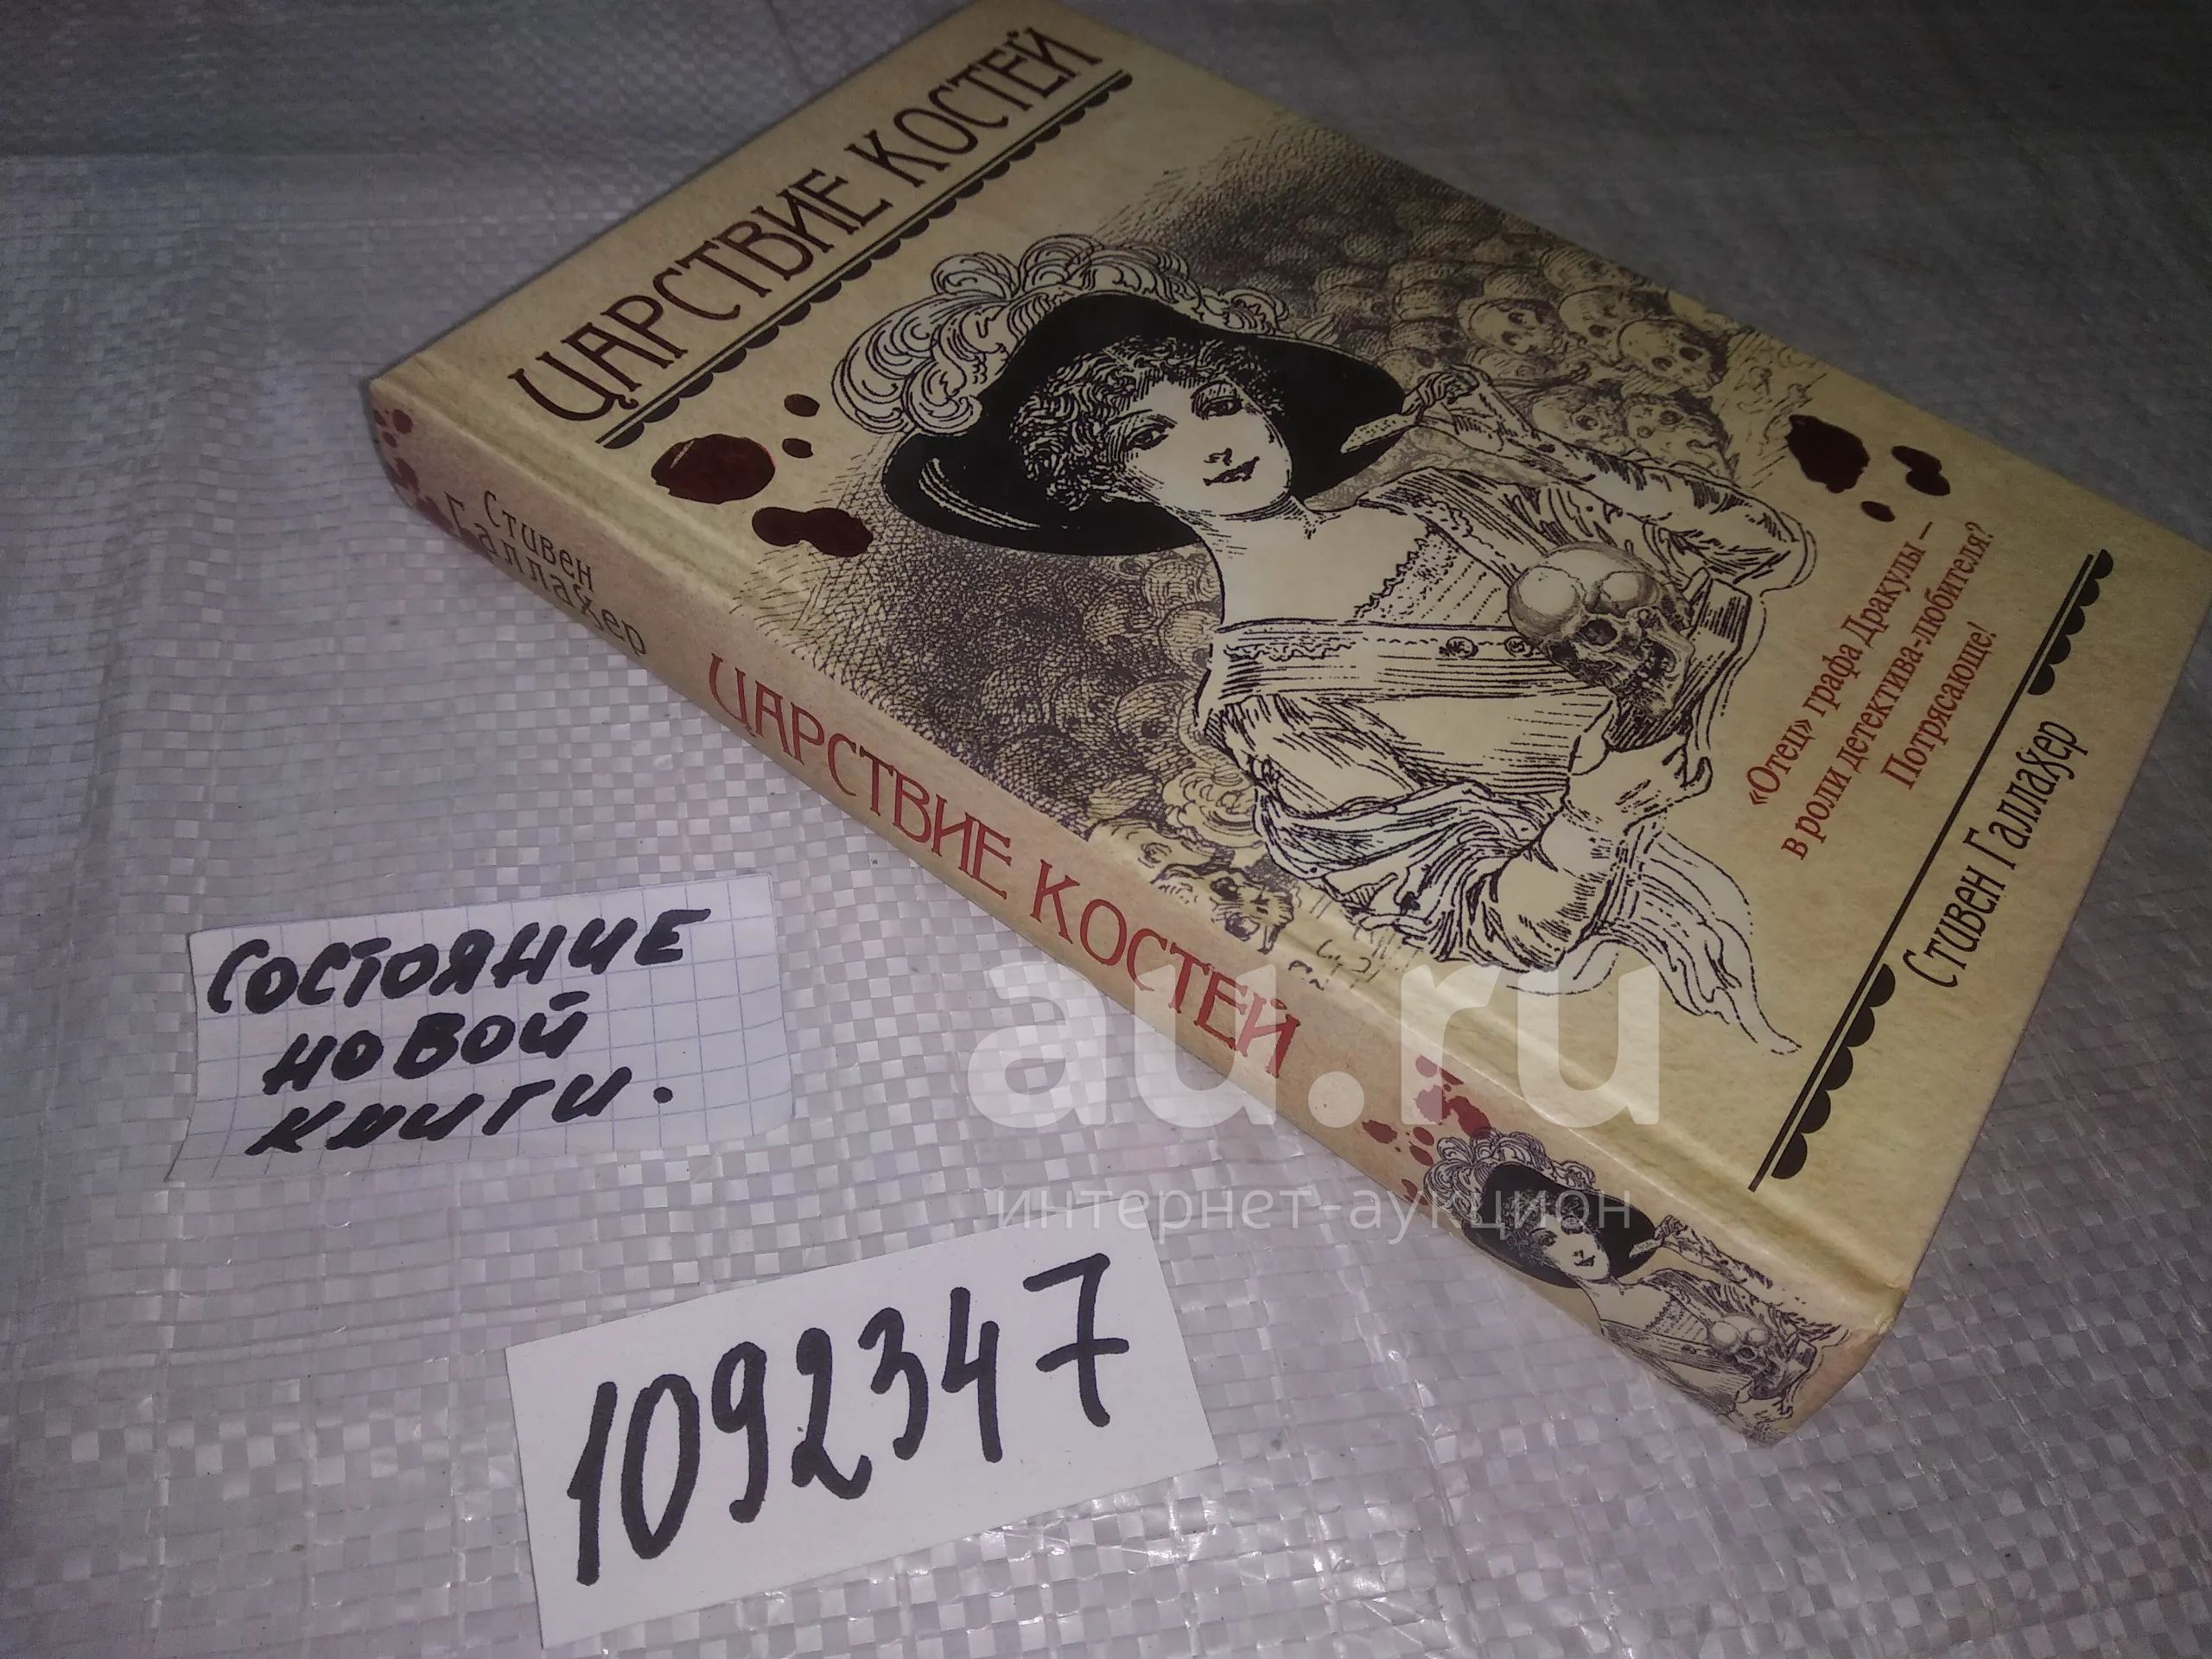 ЦАРСТВИЕ КОСТЕЙ
«Отец» графа Дракулы –
в роли детектива-любителя?
Потрясающе!
Стивен Галлахер
Стивен
Галлахер
ЦАРСТВИЕ КОСТЕЙ
СОСТОЯНИЕ
НОВОЙ
КНИГИ.
au.ru
интернет-аукцион
1092347